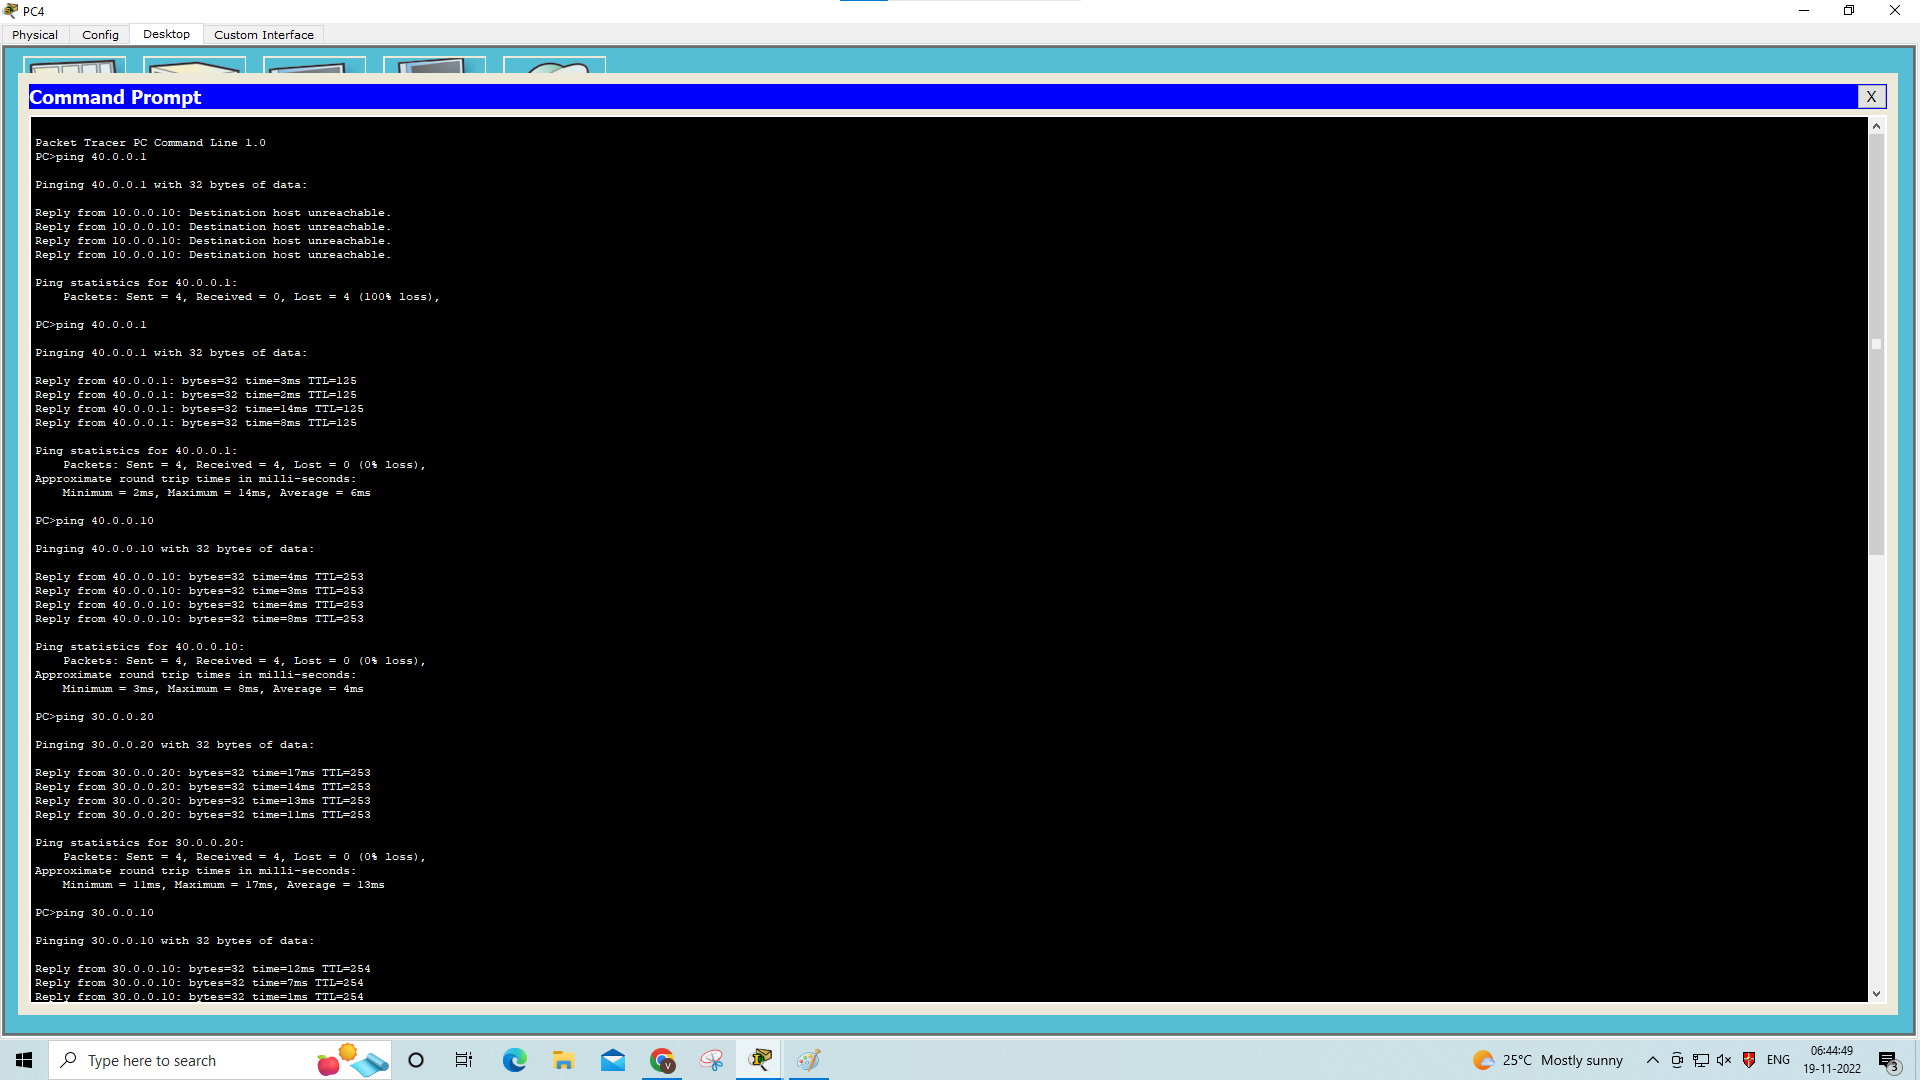 PC4
Physical Config Desktop Custom Interface
Command Prompt
X
Packet Tracer PC Command Line 1.0
PC>ping 40.0.0.1
Pinging 40.0.0.1 with 32 bytes of data:
Reply from 10.0.0.10: Destination host unreachable.
Reply from 10.0.0.10: Destination host unreachable.
Reply from 10.0.0.10: Destination host unreachable.
Reply from 10.0.0.10: Destination host unreachable.
Ping statistics for 40.0.0.1:
Packets: Sent = 4, Received = 0, Lost = 4 (100% loss),
PC>ping 40.0.0.1
Pinging 40.0.0.1 with 32 bytes of data:
Reply from 40.0.0.1: bytes=32 time=3ms TTL=125
Reply from 40.0.0.1: bytes=32 time=2ms TTL=125
Reply from 40.0.0.1: bytes=32 time=14ms TTL=125
Reply from 40.0.0.1: bytes=32 time=8ms TTL=125
Ping statistics for 40.0.0.1:
Packets: Sent = 4, Received = 4, Lost = 0 (0% loss),
Approximate round trip times in milli-seconds:
Minimum = 2ms, Maximum = 14ms, Average = 6ms
PC>ping 40.0.0.10
Pinging 40.0.0.10 with 32 bytes of data:
Reply from 40.0.0.10: bytes=32 time=4ms TTL=253
Reply from 40.0.0.10: bytes=32 time=3ms TTL=253
Reply from 40.0.0.10: bytes=32 time=4ms TTL=253
Reply from 40.0.0.10: bytes=32 time=8ms TTL=253
Ping statistics for 40.0.0.10:
Packets: Sent = 4, Received = 4, Lost = 0 (0% loss),
Approximate round trip times in milli-seconds:
Minimum = 3ms, Maximum = 8ms, Average = 4ms
PC>ping 30.0.0.20
Pinging 30.0.0.20 with 32 bytes of data:
Reply from 30.0.0.20: bytes=32 time=17ms TTL=253
Reply from 30.0.0.20: bytes=32 time=14ms TTL=253
Reply from 30.0.0.20: bytes=32 time=13ms TTL=253
Reply from 30.0.0.20: bytes=32 time=11ms TTL=253
Ping statistics for 30.0.0.20:
Packets: Sent = 4, Received = 4, Lost = 0 (0% loss),
Approximate round trip times in milli-seconds:
Minimum = 11ms, Maximum = 17ms, Average = 13ms
PC>ping 30.0.0.10
Pinging 30.0.0.10 with 32 bytes of data:
Reply from 30.0.0.10: bytes=32 time=12ms TTL=254
Reply from 30.0.0.10: bytes=32 time=7ms TTL=254
Reply from 30.0.0.10: bytes=32 time=1ms TTL=254
Type here to search
V
25°C Mostly sunny
ENG
06:44:49
19-11-2022
3